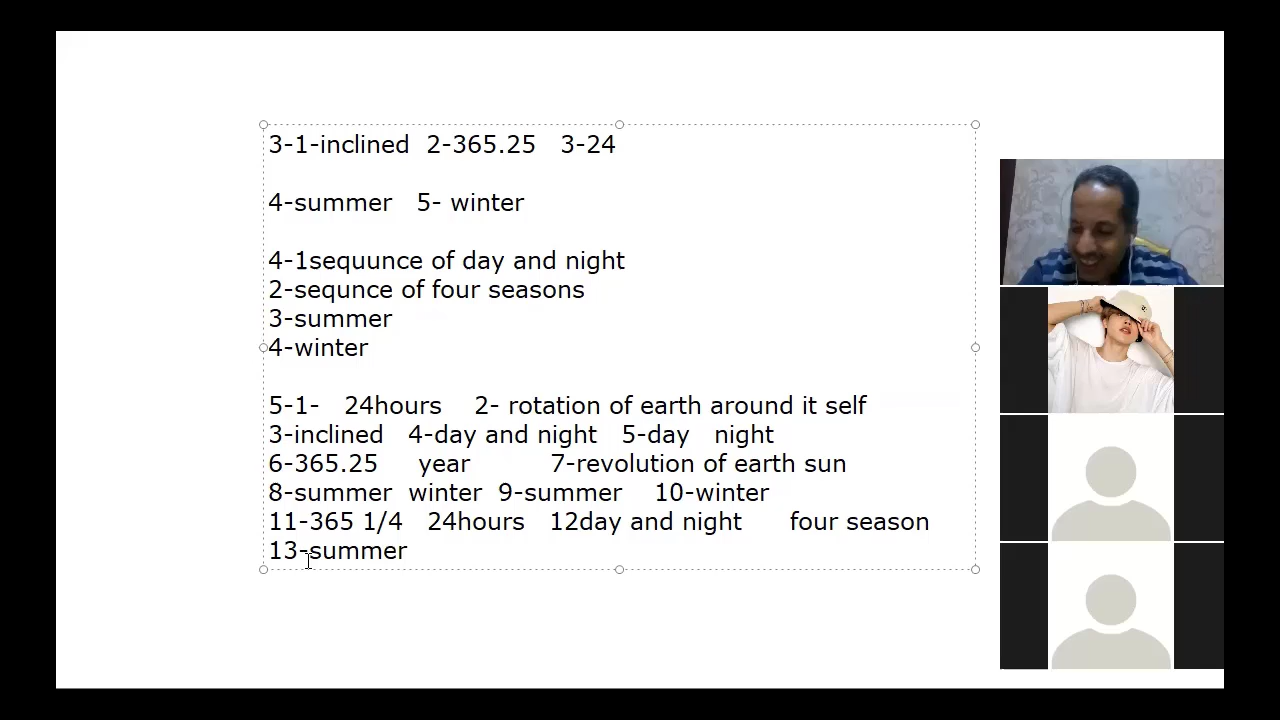 3-1-inclined 2-365.25 3-24
4-summer 5- winter
4-1sequunce of day and night
2-sequnce of four seasons
3-summer
4-winter
5-1- 24hours 2- rotation of earth around it self
3-inclined 4-day and night 5-day night
6-365.25 year 7-revolution of earth sun
8-summer winter 9-summer 10-winter
11-365 1/4 24hours 12day and night four season
13-summer